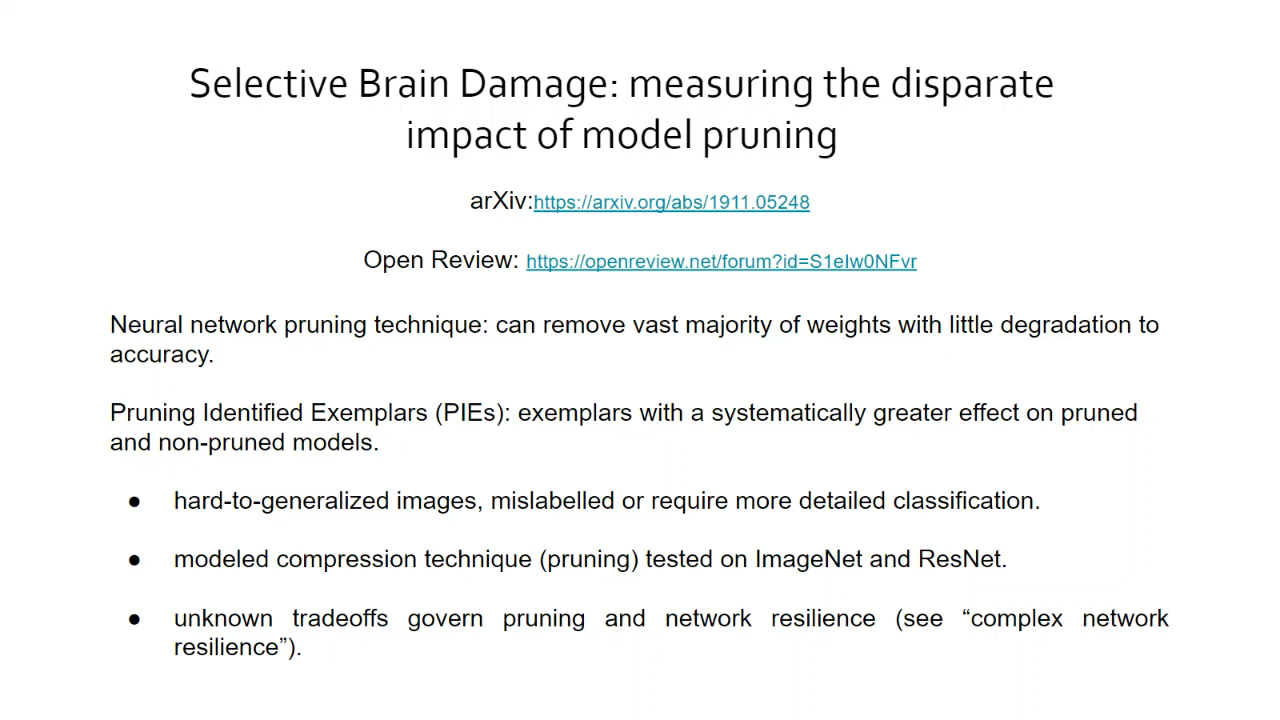 Selective Brain Damage: measuring the disparate
impact of model pruning
arXiv:https://arxiv.org/abs/1911.05248
Open Review: https://openreview.net/forum?id=S1eIw0NFvr
Neural network pruning technique: can remove vast majority of weights with little degradation to
accuracy.
Pruning Identified Exemplars (PIEs): exemplars with a systematically greater effect on pruned
and non-pruned models.
● hard-to-generalized images, mislabelled or require more detailed classification.
● modeled compression technique (pruning) tested on ImageNet and ResNet.
● unknown tradeoffs govern pruning and network resilience (see “complex network
resilience”).